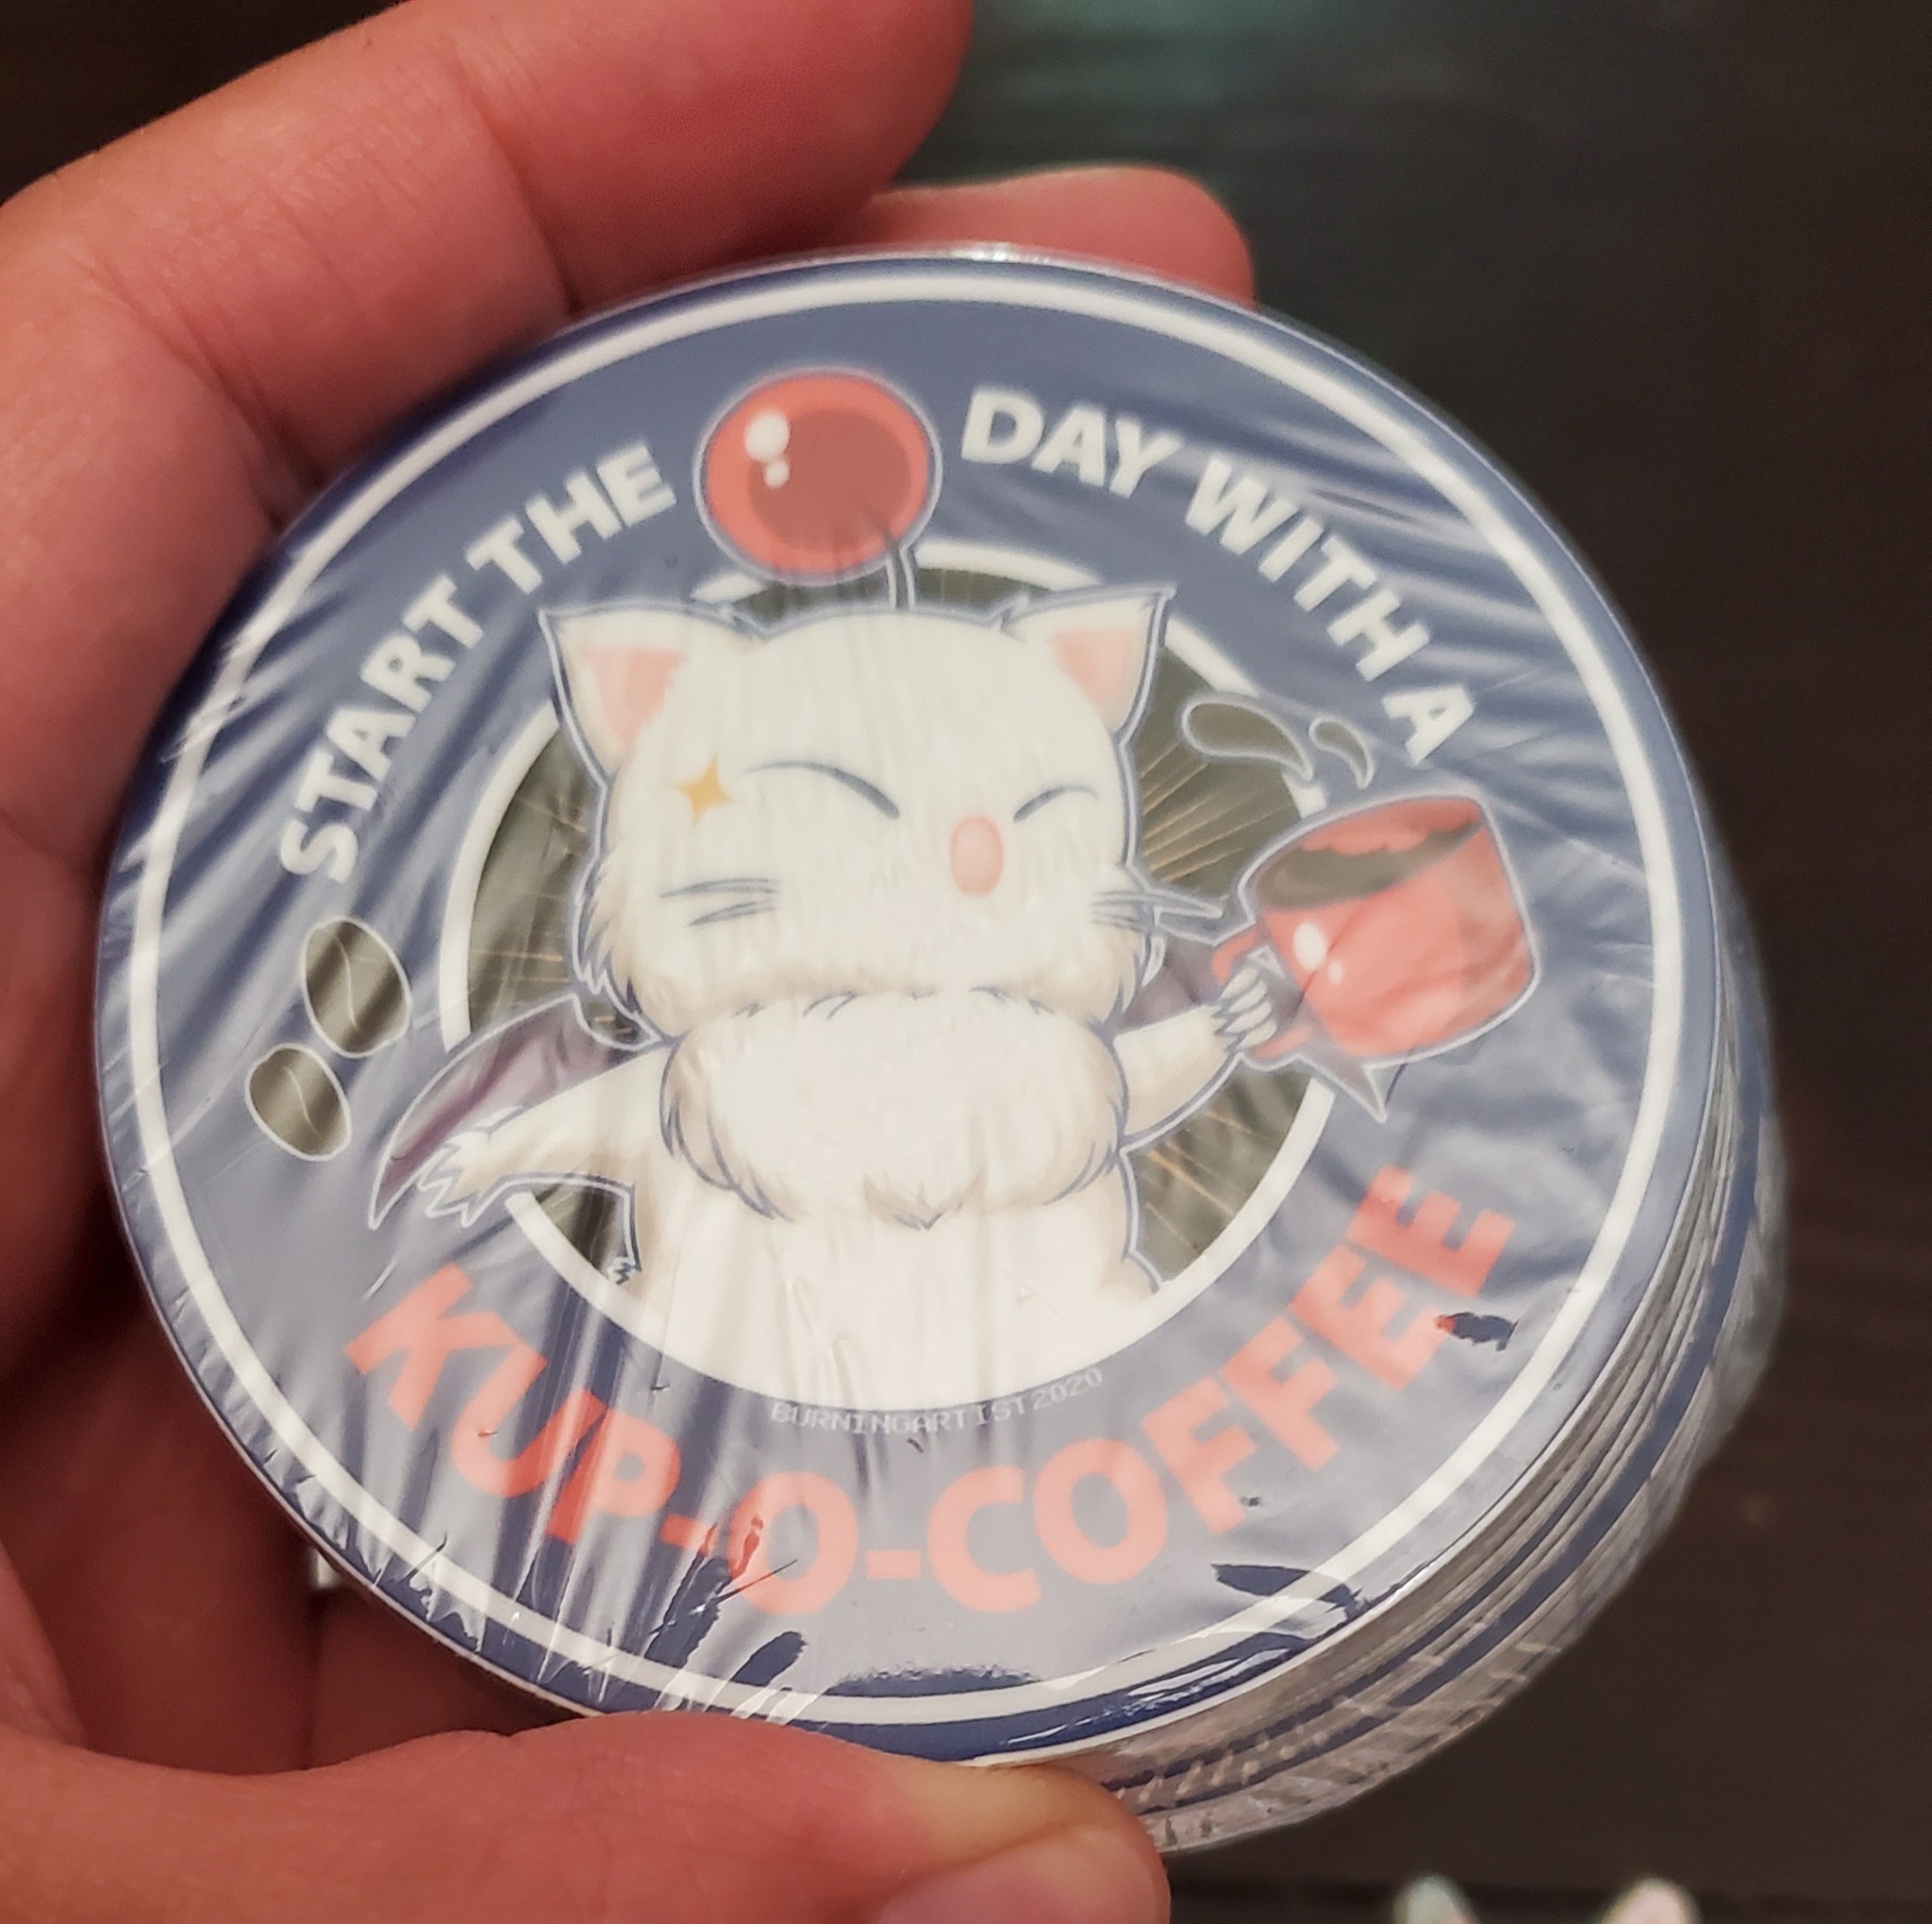 START THE DAY WITH A
BURNINGARTIST2020
KUP-O-COFFEE